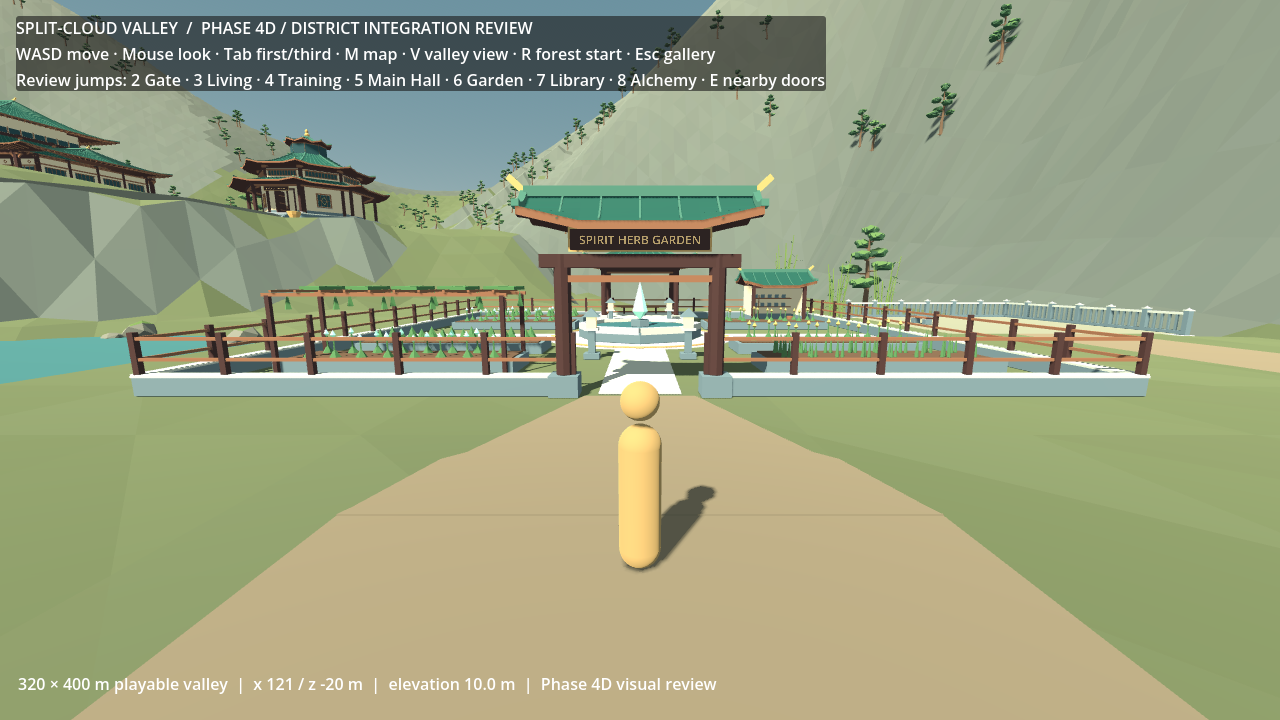 SPLIT-CLOUD VALLEY / PHASE 4D / DISTRICT INTEGRATION REVIEW
WASD move · Mouse look · Tab first/third · M map · V valley view · R forest start · Esc gallery
Review jumps: 2 Gate · 3 Living · 4 Training · 5 Main Hall · 6 Garden · 7 Library · 8 Alchemy · E nearby doors
SPIRIT HERB GARDEN
320 × 400 m playable valley | x 121 / z -20 m | elevation 10.0 m | Phase 4D visual review